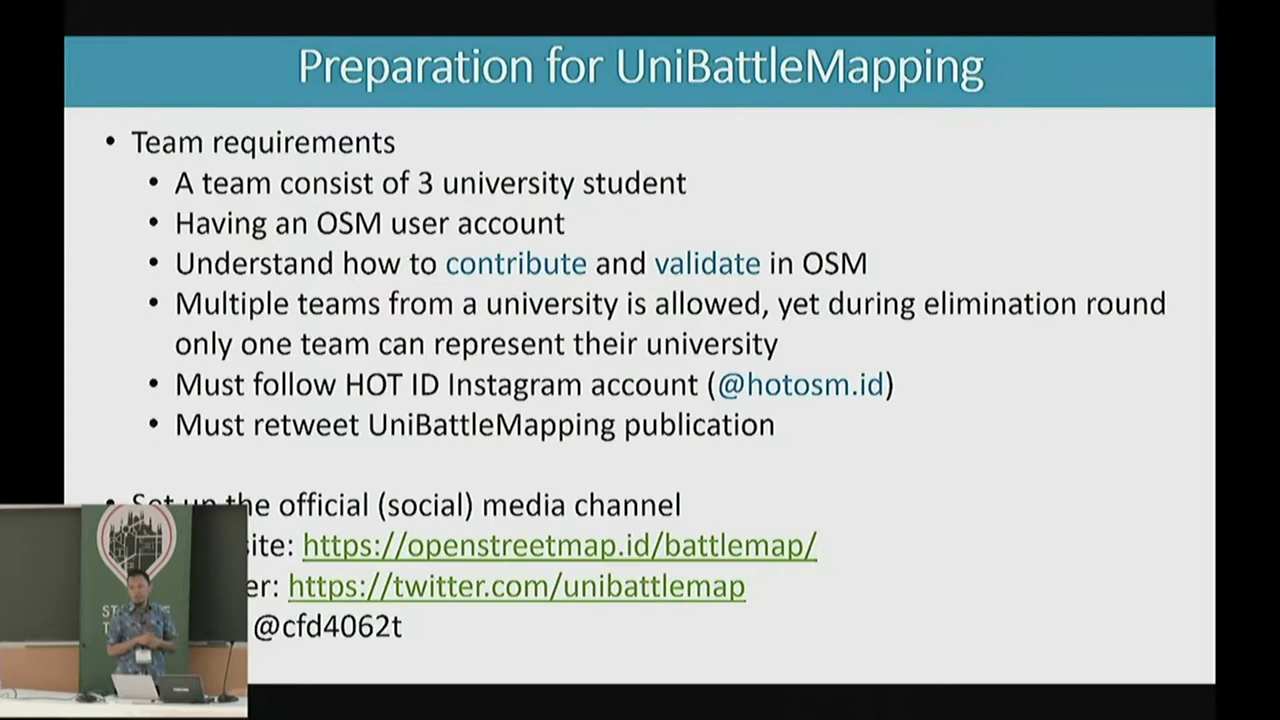 Preparation for UniBattleMapping
• Team requirements
• A team consist of 3 university student
• Having an OSM user account
• Understand how to contribute and validate in OSM
• Multiple teams from a university is allowed, yet during elimination round
only one team can represent their university
• Must follow HOT ID Instagram account (@hotosm.id)
• Must retweet UniBattleMapping publication
• Set up the official (social) media channel
https://openstreetmap.id/battlemap/
https://twitter.com/unibattlemap
@cfd4062t